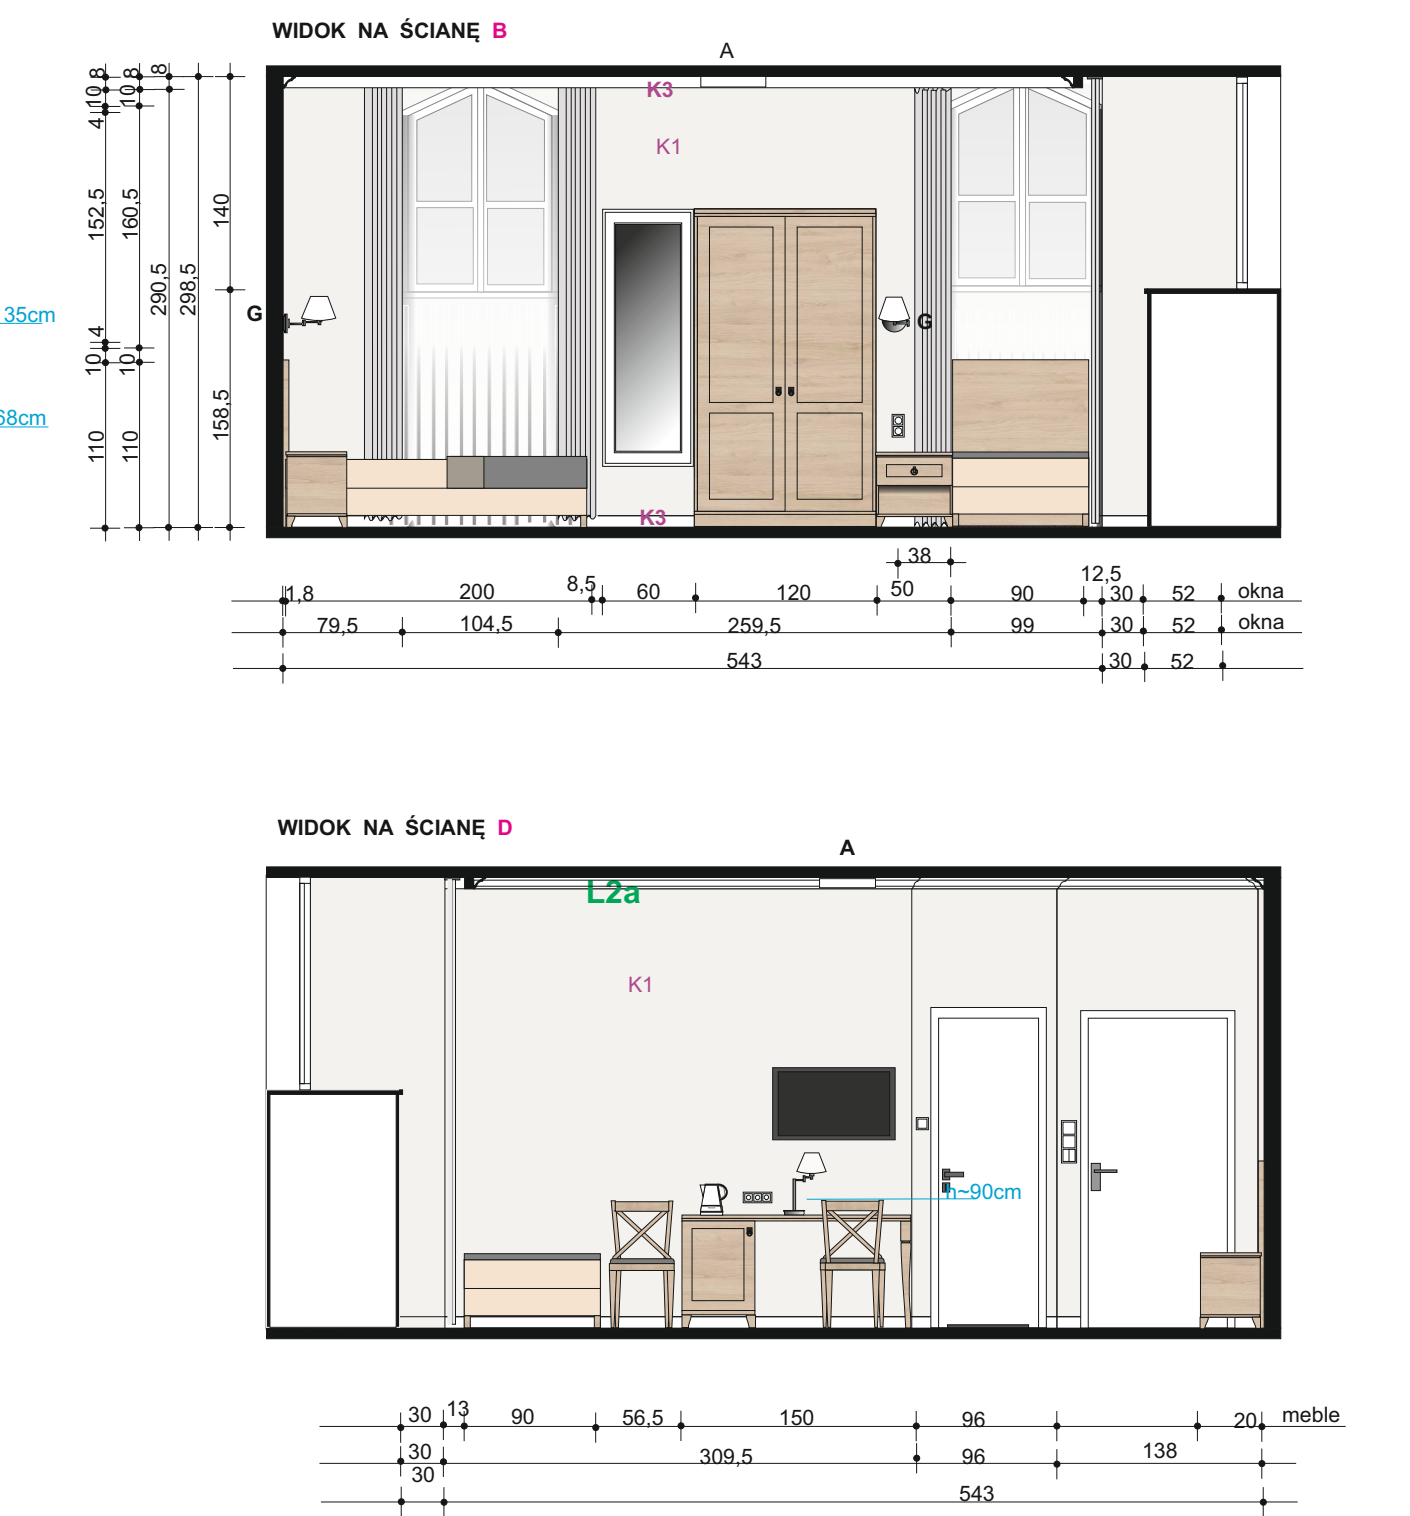 WIDOK NA ŚCIANĘ B
A
K3
K1
8 10 4 152,5 4 10 110
8 10 160,5 10 110
8 290,5
298,5
140 158,5
35cm
68cm
G
G
K3
38
1,8 200 8,5 60 120 50 90 12,5 30 52 okna
79,5 104,5 259,5 99 30 52 okna
543 30 52
WIDOK NA ŚCIANĘ D
A
L2a
K1
h~90cm
30 13 90 56,5 150 96 20 meble
30 309,5 96 138
30 543